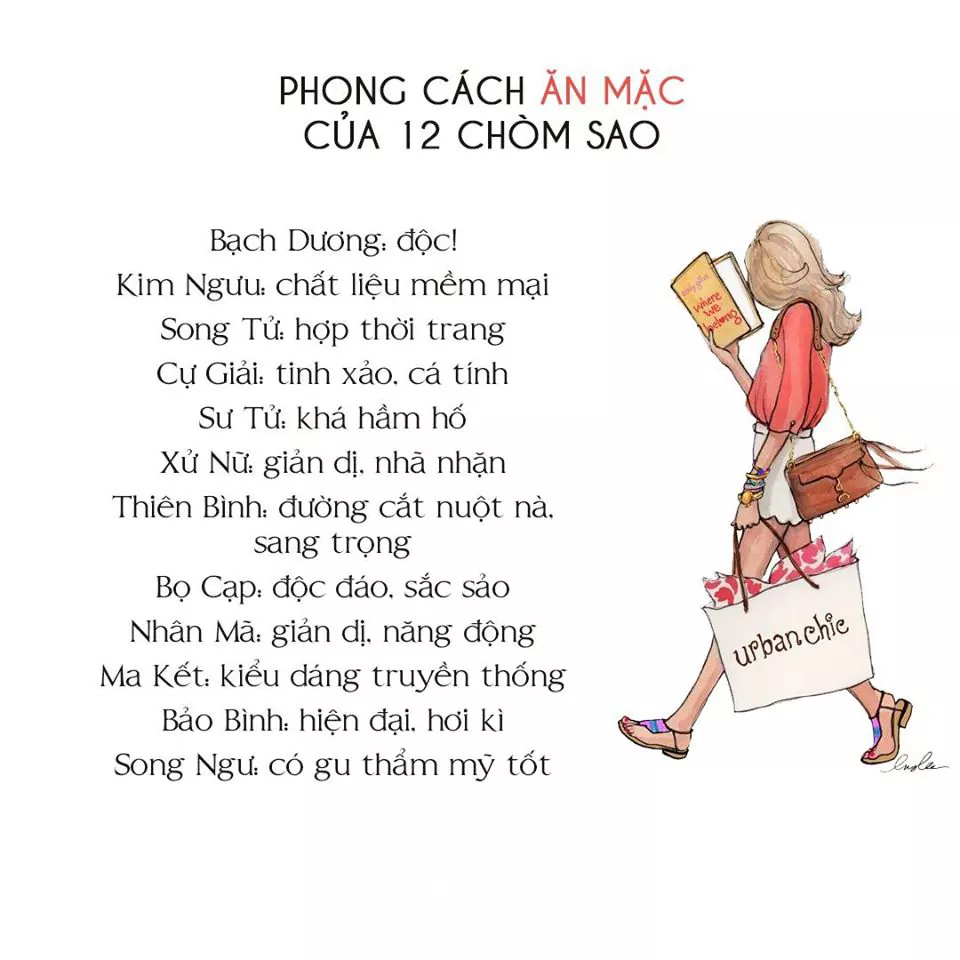 PHONG CÁCH ĂN MẶC
CỦA 12 CHÒM SAO
Bạch Dương: độc!
Kim Ngưu: chất liệu mềm mại
Song Tử: hợp thời trang
Cự Giải: tinh xảo, cá tính
Sư Tử: khá hầm hố
Xử Nữ: giản dị, nhã nhặn
Thiên Bình: đường cắt nuột nà,
sang trọng
Bọ Cạp: độc đáo, sắc sảo
Nhân Mã: giản dị, năng động
Ma Kết: kiểu dáng truyền thống
Bảo Bình: hiện đại, hơi kì
Song Ngư: có gu thẩm mỹ tốt
where
we
belong
urban chic